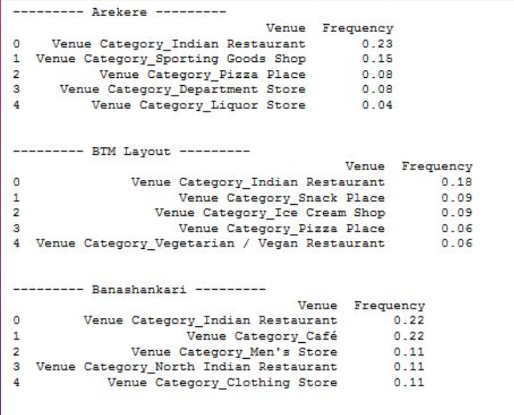 --------- Arekere ---------
Venue Frequency
0 Venue Category_Indian Restaurant 0.23
1 Venue Category_Sporting Goods Shop 0.15
2 Venue Category_Pizza Place 0.08
3 Venue Category_Department Store 0.08
4 Venue Category_Liquor Store 0.04
--------- BTM Layout ---------
Venue Frequency
0 Venue Category_Indian Restaurant 0.18
1 Venue Category_Snack Place 0.09
2 Venue Category_Ice Cream Shop 0.09
3 Venue Category_Pizza Place 0.06
4 Venue Category_Vegetarian / Vegan Restaurant 0.06
--------- Banashankari ---------
Venue Frequency
0 Venue Category_Indian Restaurant 0.22
1 Venue Category_Café 0.22
2 Venue Category_Men's Store 0.11
3 Venue Category_North Indian Restaurant 0.11
4 Venue Category_Clothing Store 0.11